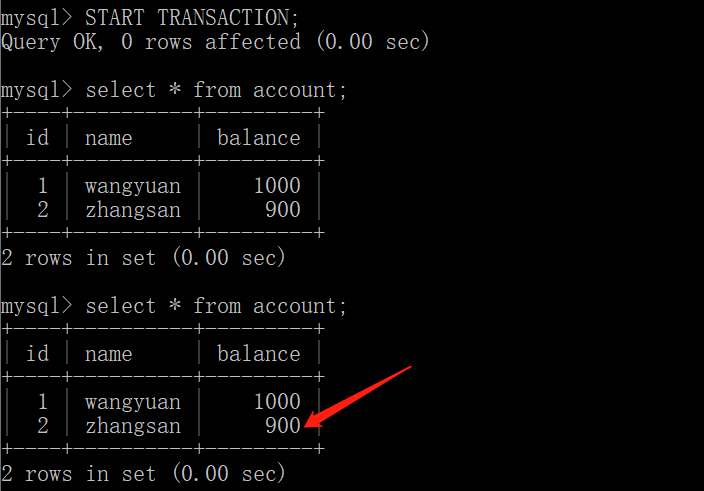 mysql> START TRANSACTION;
Query OK, 0 rows affected (0.00 sec)
mysql> select * from account;
+----+----------+---------+
| id | name     | balance |
+----+----------+---------+
|  1 | wangyuan |    1000 |
|  2 | zhangsan |     900 |
+----+----------+---------+
2 rows in set (0.00 sec)
mysql> select * from account;
+----+----------+---------+
| id | name     | balance |
+----+----------+---------+
|  1 | wangyuan |    1000 |
|  2 | zhangsan |     900 |
+----+----------+---------+
2 rows in set (0.00 sec)